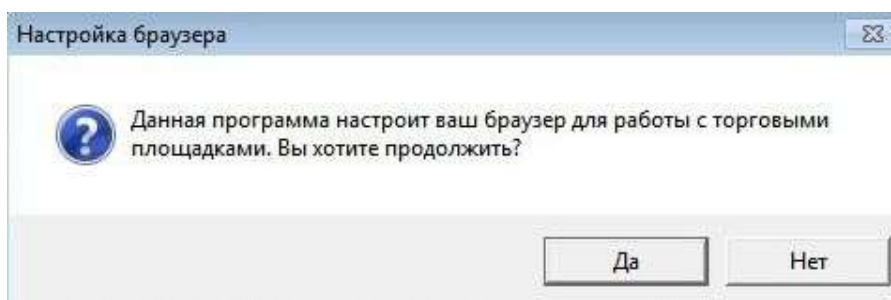 Настройка браузера
Данная программа настроит ваш браузер для работы с торговыми
площадками. Вы хотите продолжить?
Да
Нет